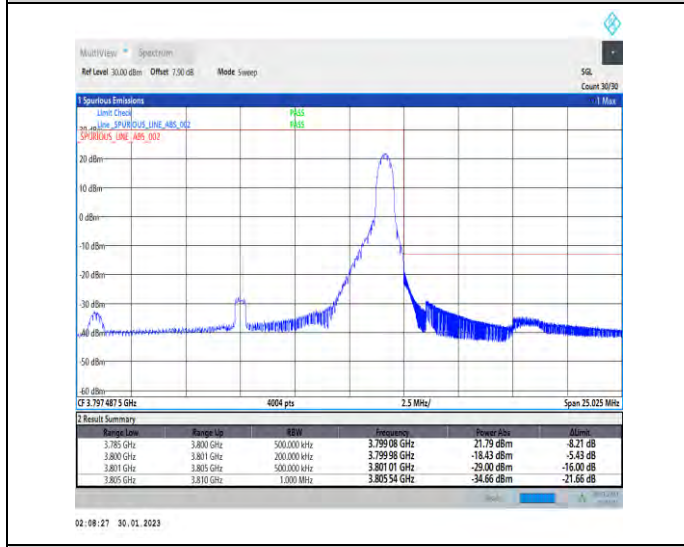 MultiView Spectrum
Ref Level 30.00 dBm Offset 7.90 dB Mode Sweep SGL
Count 30/30
1 Spurious Emissions 1 Max
Limit Check PASS
Line _SPURIOUS_LINE_ABS_002 PASS
_SPURIOUS_LINE_ABS_002
20 dBm
10 dBm
0 dBm
-10 dBm
-20 dBm
-30 dBm
-40 dBm
-50 dBm
-60 dBm
CF 3.797 487 5 GHz 4004 pts 2.5 MHz/ Span 25.025 MHz
2 Result Summary
Range Low Range Up RBW Frequency Power Abs ΔLimit
3.785 GHz 3.800 GHz 500.000 kHz 3.799 08 GHz 21.79 dBm -8.21 dB
3.800 GHz 3.801 GHz 200.000 kHz 3.799 98 GHz -18.43 dBm -5.43 dB
3.801 GHz 3.805 GHz 500.000 kHz 3.801 01 GHz -29.00 dBm -16.00 dB
3.805 GHz 3.810 GHz 1.000 MHz 3.805 54 GHz -34.66 dBm -21.66 dB
02:08:27 30.01.2023